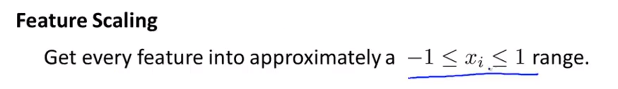 Feature Scaling
Get every feature into approximately a −1 ≤ xᵢ ≤ 1 range.